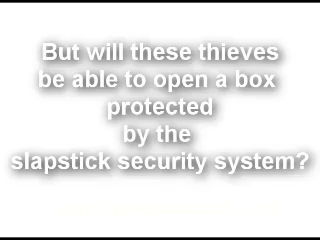 But will these thieves
be able to open a box
protected
by the
slapstick security system?